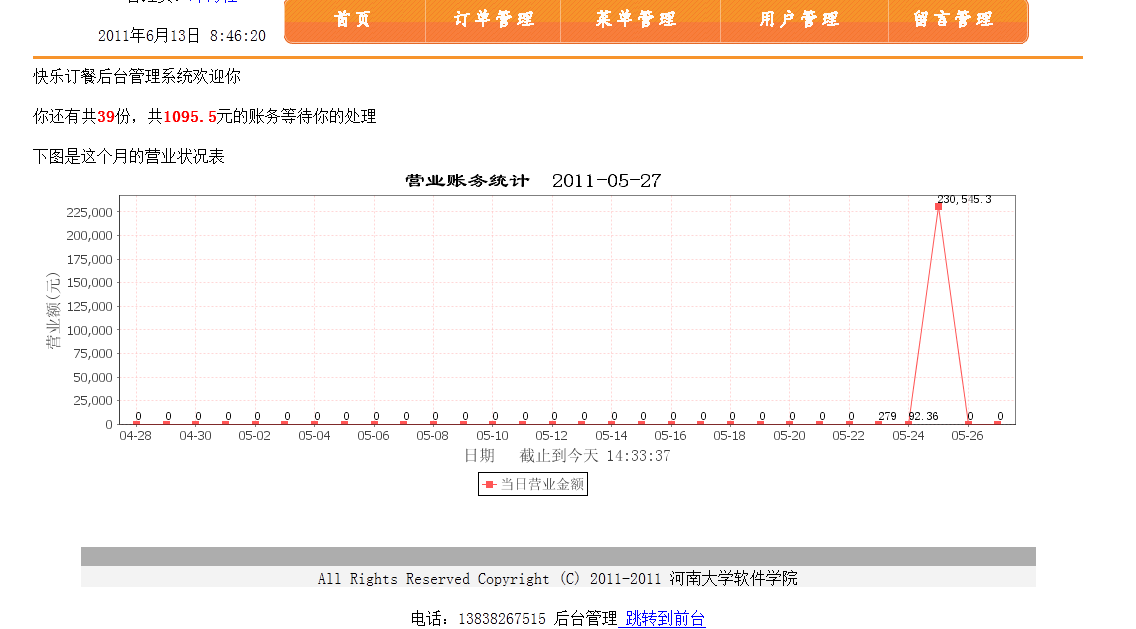 首页 订单管理 菜单管理 用户管理 留言管理
2011年6月13日 8:46:20
快乐订餐后台管理系统欢迎你
你还有共39份，共1095.5元的账务等待你的处理
下图是这个月的营业状况表
营业账务统计 2011-05-27
230,545.3
225,000
200,000
175,000
150,000
125,000
100,000
75,000
50,000
25,000
0
营业额(元)
0 0 0 0 0 0 0 0 0 0 0 0 0 0 0 0 0 0 0 0 0 0 0 0 0 279 92.36 0 0
04-28 04-30 05-02 05-04 05-06 05-08 05-10 05-12 05-14 05-16 05-18 05-20 05-22 05-24 05-26
日期 截止到今天 14:33:37
当日营业金额
All Rights Reserved Copyright (C) 2011-2011 河南大学软件学院
电话：13838267515 后台管理 跳转到前台